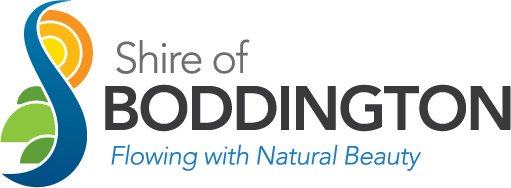 Shire of
BODDINGTON
Flowing with Natural Beauty